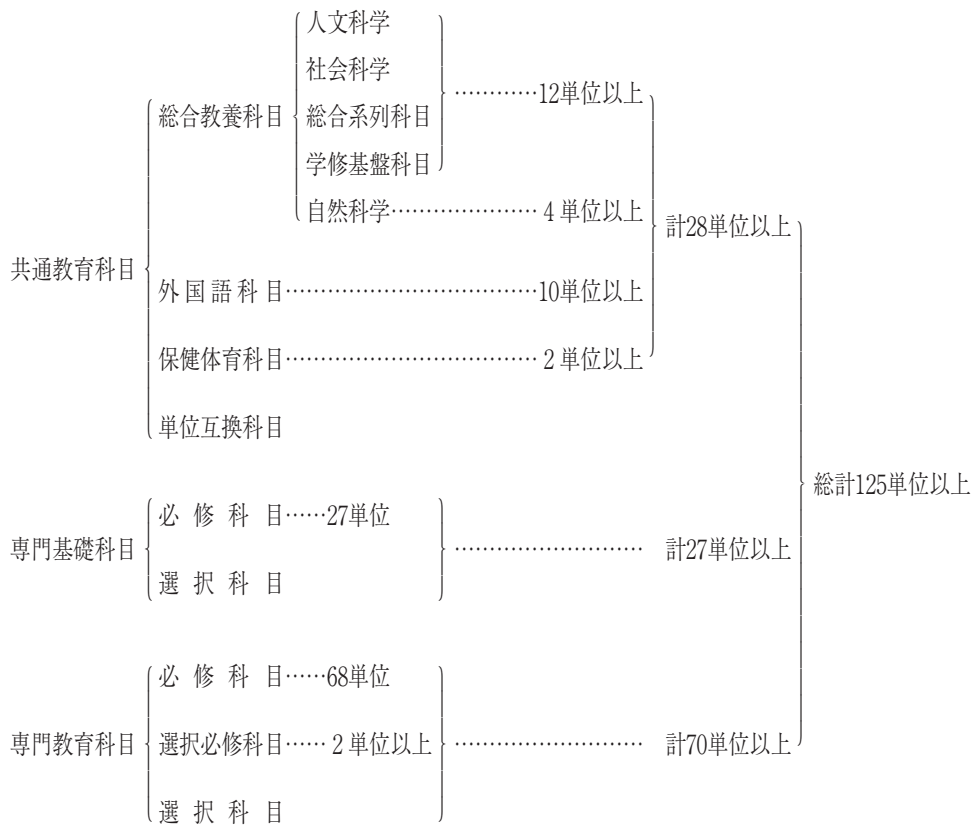 人文科学
社会科学
総合教養科目 総合系列科目 …………12単位以上
学修基盤科目
自然科学…………………4単位以上
計28単位以上
共通教育科目
外国語科目………………………………10単位以上
保健体育科目………………………………2単位以上
単位互換科目
総計125単位以上
必修科目……27単位
専門基礎科目 ……………………… 計27単位以上
選択科目
必修科目……68単位
専門教育科目 選択必修科目……2単位以上 ……………………… 計70単位以上
選択科目